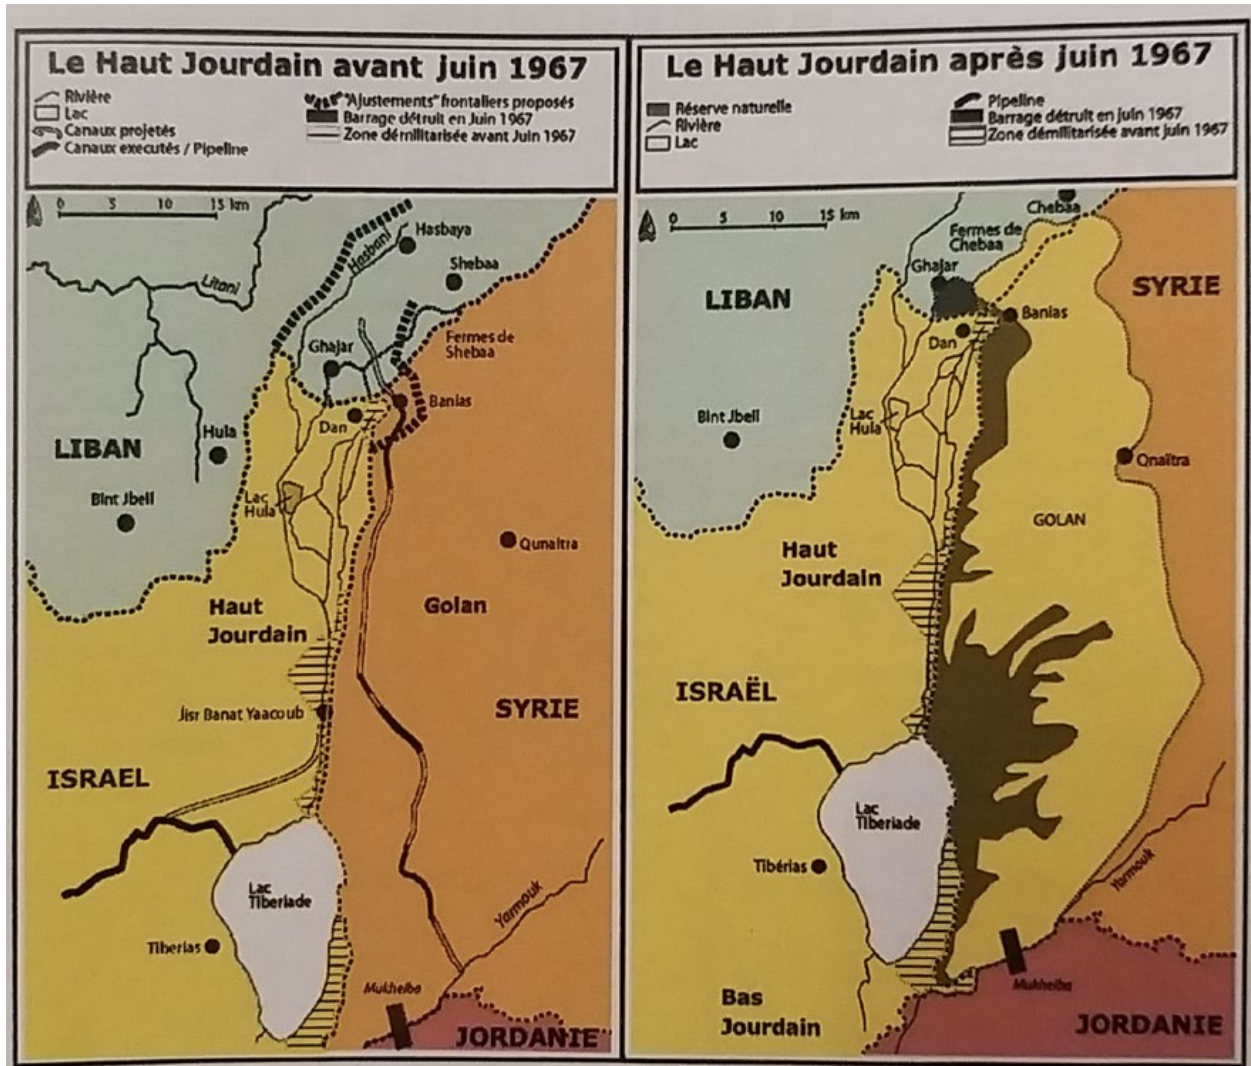 Le Haut Jourdain avant juin 1967
Rivière
Lac
Canaux projetés
Canaux executés / Pipeline
"Ajustements" frontaliers proposés
Barrage détruit en Juin 1967
Zone démilitarisée avant Juin 1967
0 5 10 15 km
Hasbani
Hasbaya
Litani
Shebaa
Ghajar
Fermes de
Shebaa
Banias
Dan
Hula
LIBAN
Bint Jbeil
Lac
Hula
Qunaitra
Haut
Jourdain
Golan
Jisr Banat Yaacoub
SYRIE
ISRAEL
Lac
Tiberiade
Yarmouk
Tiberias
Mukheiba
JORDANIE
Le Haut Jourdain après juin 1967
Réserve naturelle
Rivière
Lac
Pipeline
Barrage détruit en juin 1967
Zone démilitarisée avant juin 1967
0 5 10 15 km
Chebaa
Fermes de
Chebaa
Ghajar
LIBAN
SYRIE
Banias
Dan
Bint Jbeil
Lac
Hula
Qnaïtra
GOLAN
Haut
Jourdain
ISRAËL
Lac
Tiberiade
Tibérias
Yarmouk
Mukheiba
Bas
Jourdain
JORDANIE